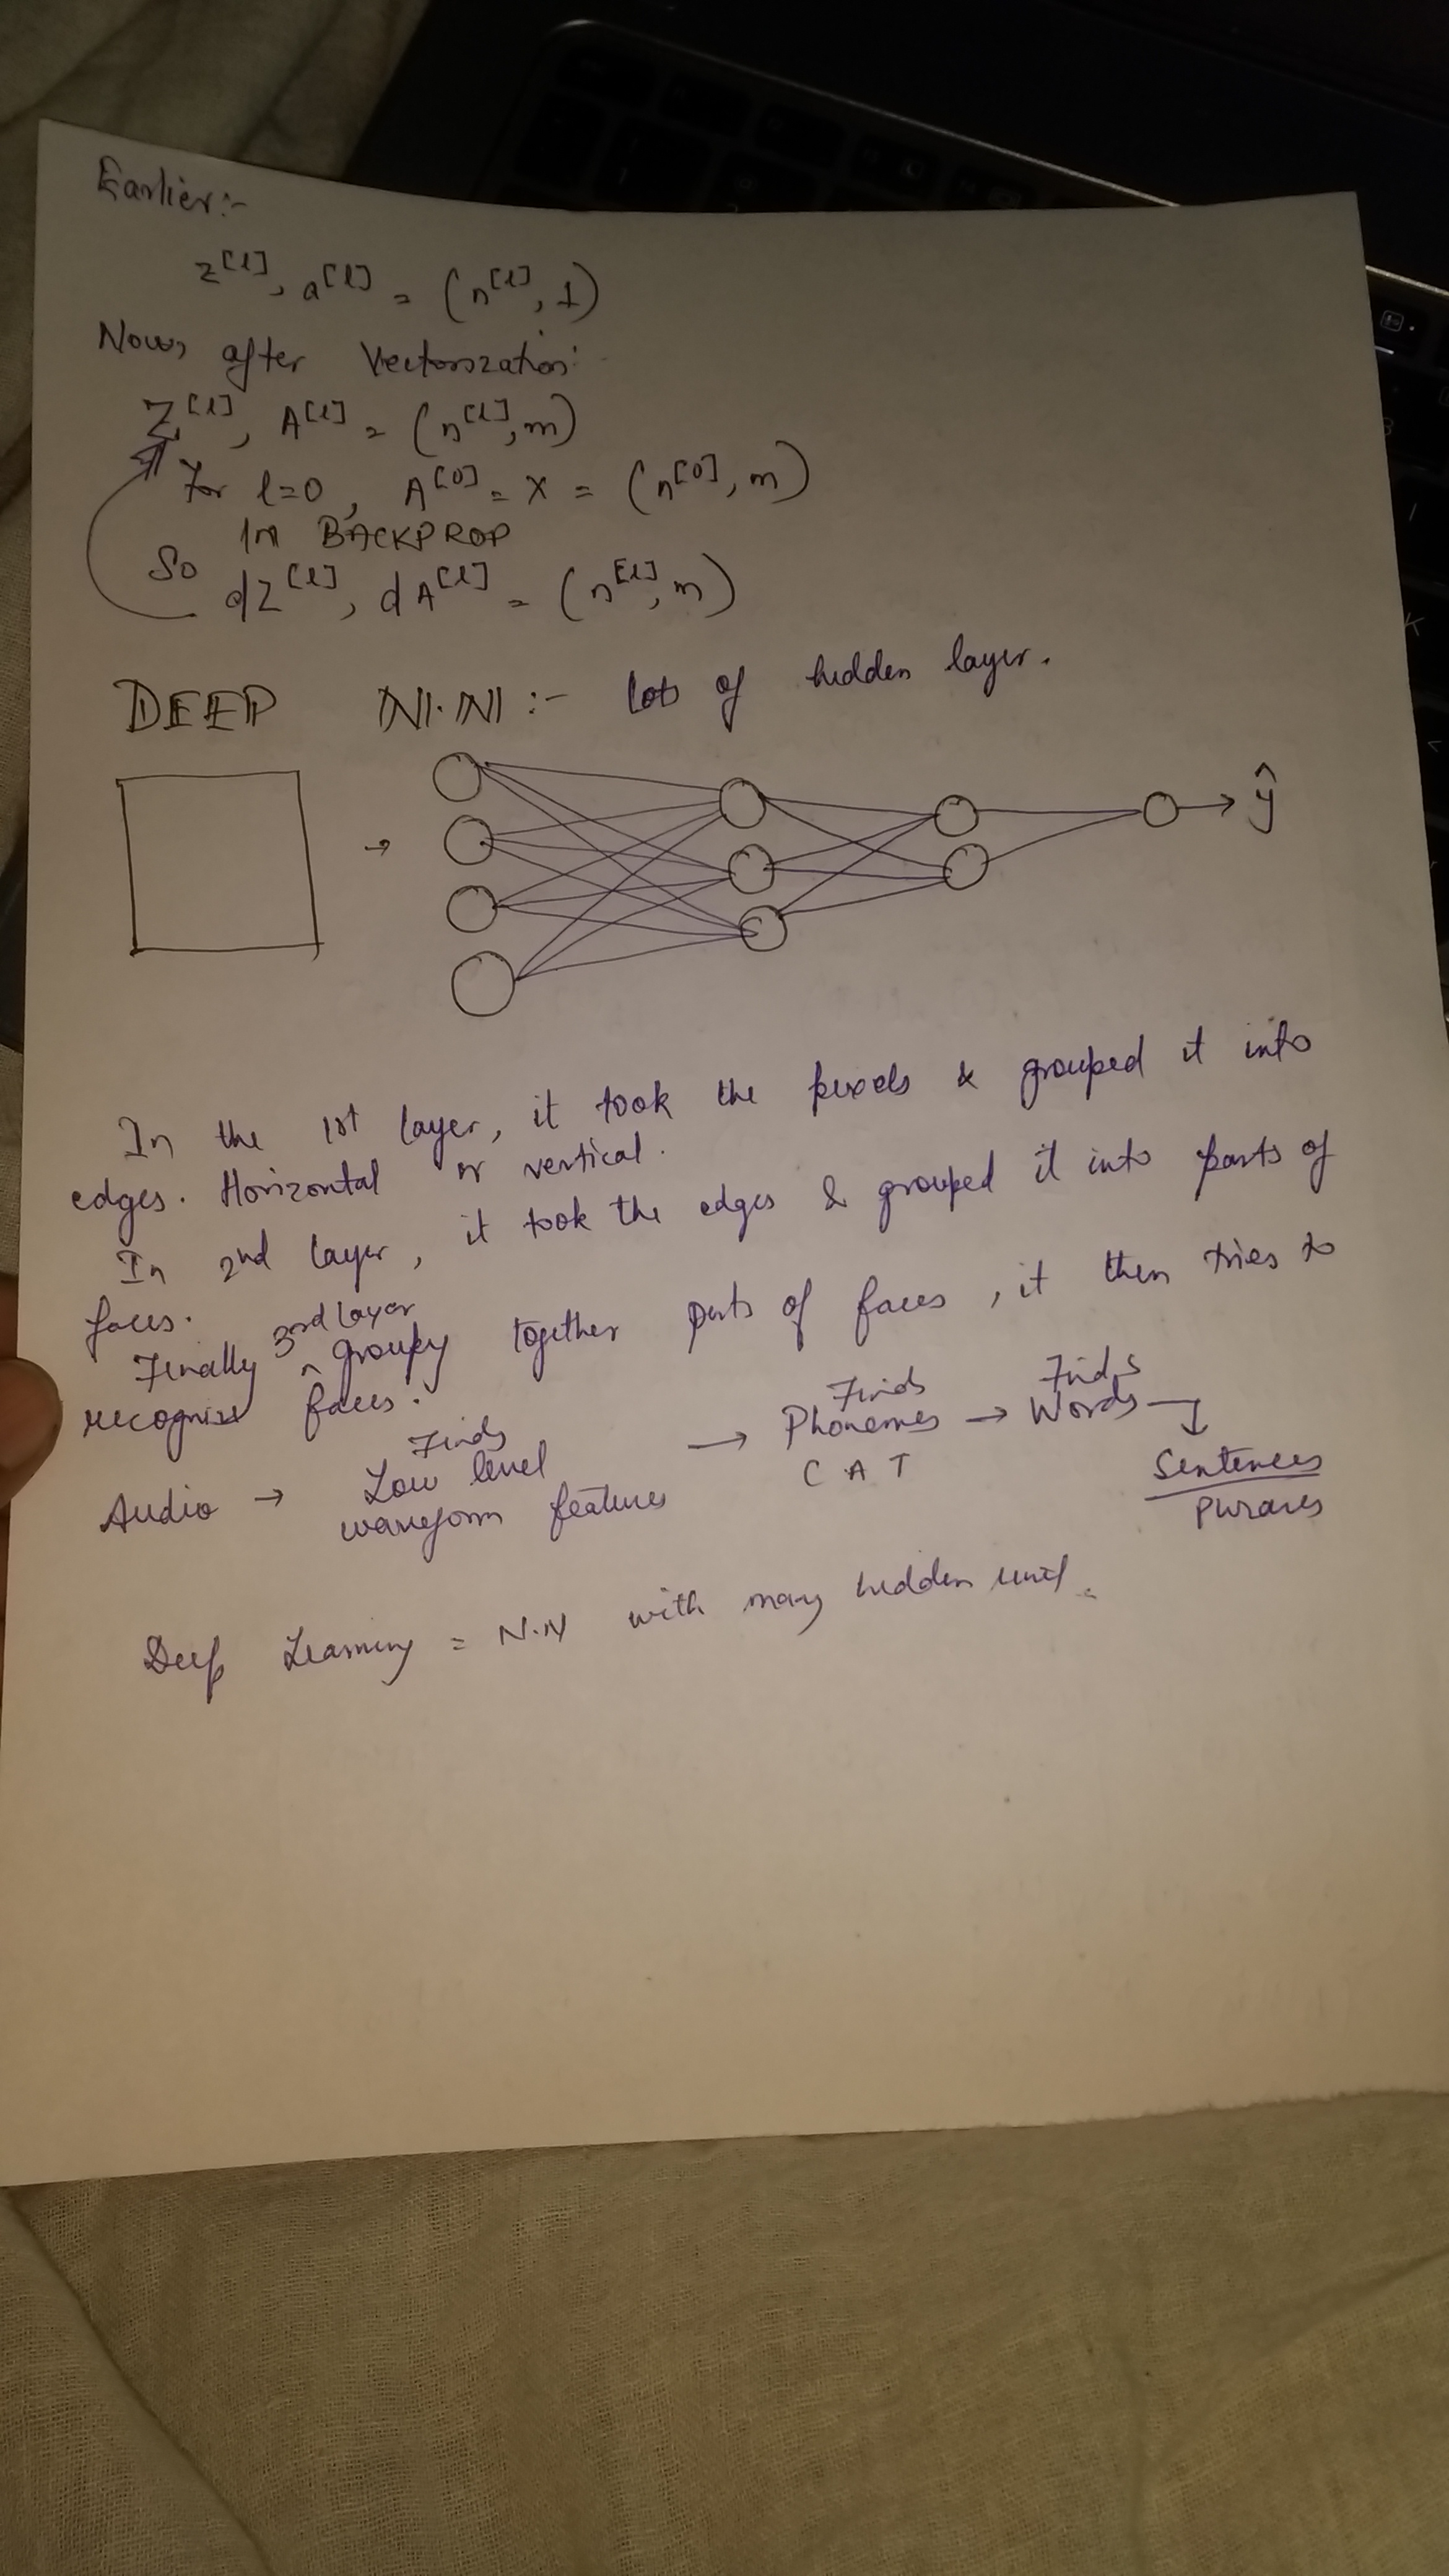 Earlier:-
z[l], a[l] = (n[l], 1)
Now, after Vectorization:
Z[l], A[l] = (n[l], m)
For l=0, A[0] = X = (n[0], m)
In BACKPROP
So dZ[l], dA[l] = (n[l], m)
DEEP N.N :- lots of hidden layer.
→ ŷ
In the 1st layer, it took the pixels & grouped it into
edges. Horizontal or vertical.
In 2nd layer, it took the edges & grouped it into parts of
faces.
3rd layer
Finally ^ groupy together parts of faces, it then tries to
recognise faces.
Finds Finds Finds
Audio → Low level → Phonemes → Words →
waveform features C A T Sentences
Phrases
Deep Learning = N.N with many hidden unit.